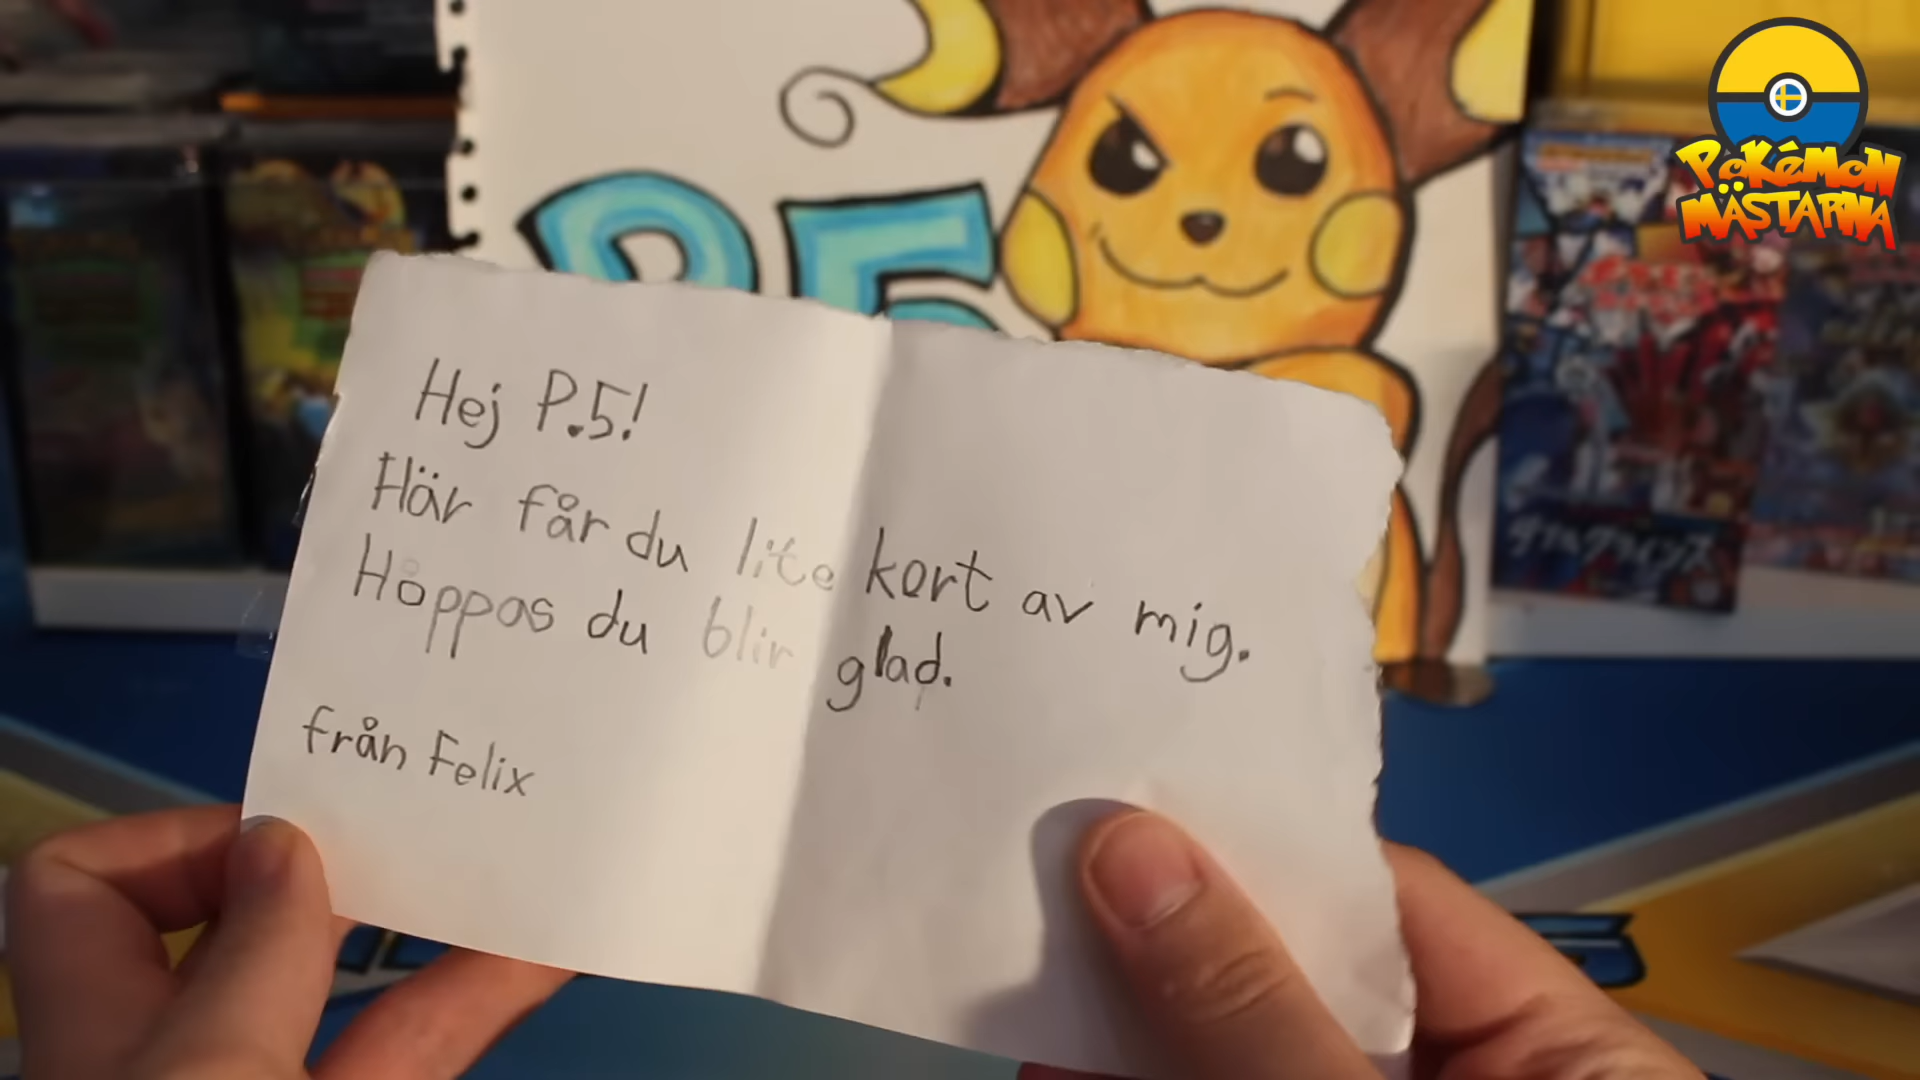 POKéMON
MÄSTARNA
Hej P.5!
Här får du lite kort av mig.
Hoppas du blir glad.
från Felix